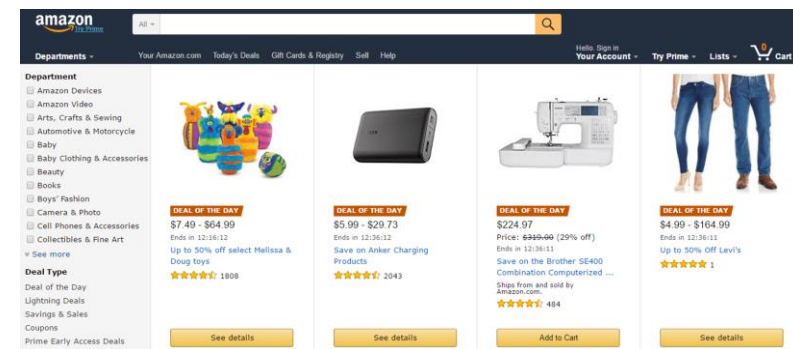 amazon
Try Prime
All
Departments
Your Amazon.com Today's Deals Gift Cards & Registry Sell Help
Hello. Sign in
Your Account
Try Prime
Lists
0
Cart
Department
Amazon Devices
Amazon Video
Arts, Crafts & Sewing
Automotive & Motorcycle
Baby
Baby Clothing & Accessories
Beauty
Books
Boys' Fashion
Camera & Photo
Cell Phones & Accessories
Collectibles & Fine Art
See more
Deal Type
Deal of the Day
Lightning Deals
Savings & Sales
Coupons
Prime Early Access Deals
DEAL OF THE DAY
$7.49 - $64.99
Ends in 12:16:12
Up to 50% off select Melissa &
Doug toys
1808
See details
DEAL OF THE DAY
$5.99 - $29.73
Ends in 12:36:12
Save on Anker Charging
Products
2043
See details
DEAL OF THE DAY
$224.97
Price: $319.00 (29% off)
Ends in 12:36:11
Save on the Brother SE400
Combination Computerized ...
Ships from and sold by
Amazon.com.
484
Add to Cart
DEAL OF THE DAY
$4.99 - $164.99
Ends in 12:36:11
Up to 50% Off Levi's
1
See details